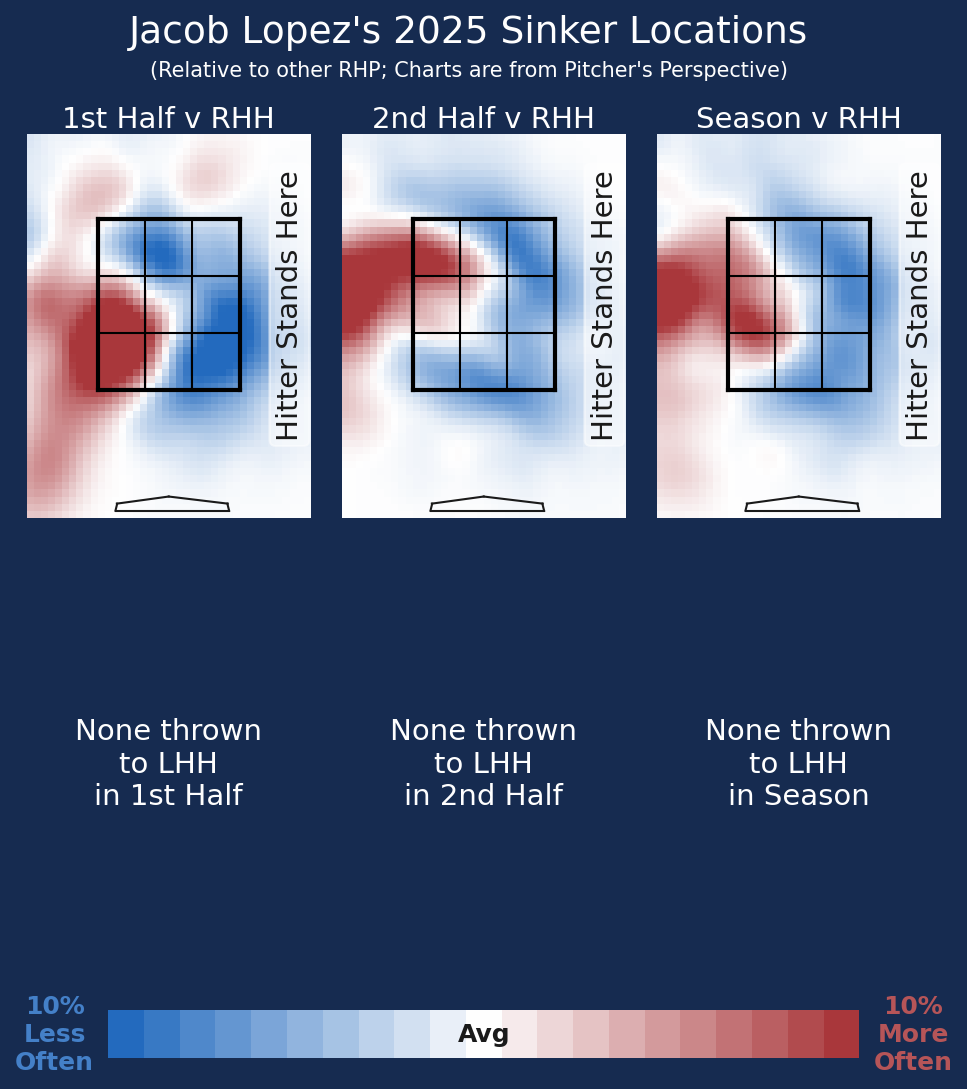 Jacob Lopez's 2025 Sinker Locations
(Relative to other RHP; Charts are from Pitcher's Perspective)
1st Half v RHH
2nd Half v RHH
Season v RHH
Hitter Stands Here
Hitter Stands Here
Hitter Stands Here
None thrown
to LHH
in 1st Half
None thrown
to LHH
in 2nd Half
None thrown
to LHH
in Season
10%
Less
Often
Avg
10%
More
Often